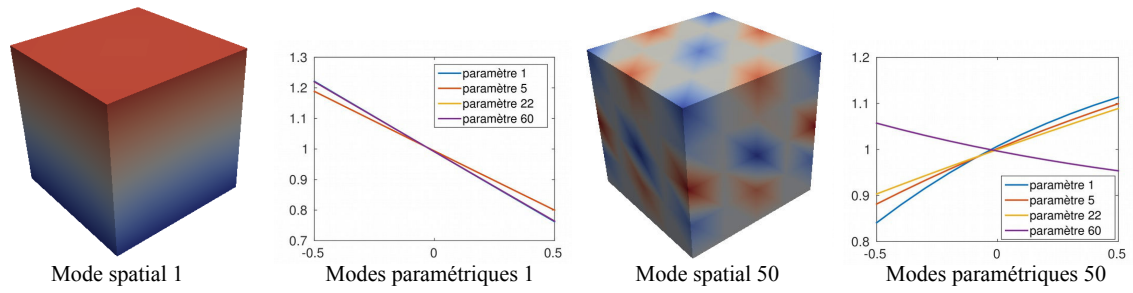 1.3
1.2
1.1
1
0.9
0.8
0.7
-0.5
0
0.5
paramètre 1
paramètre 5
paramètre 22
paramètre 60
1.2
1.1
1
0.9
0.8
-0.5
0
0.5
paramètre 1
paramètre 5
paramètre 22
paramètre 60
Mode spatial 1
Modes paramétriques 1
Mode spatial 50
Modes paramétriques 50